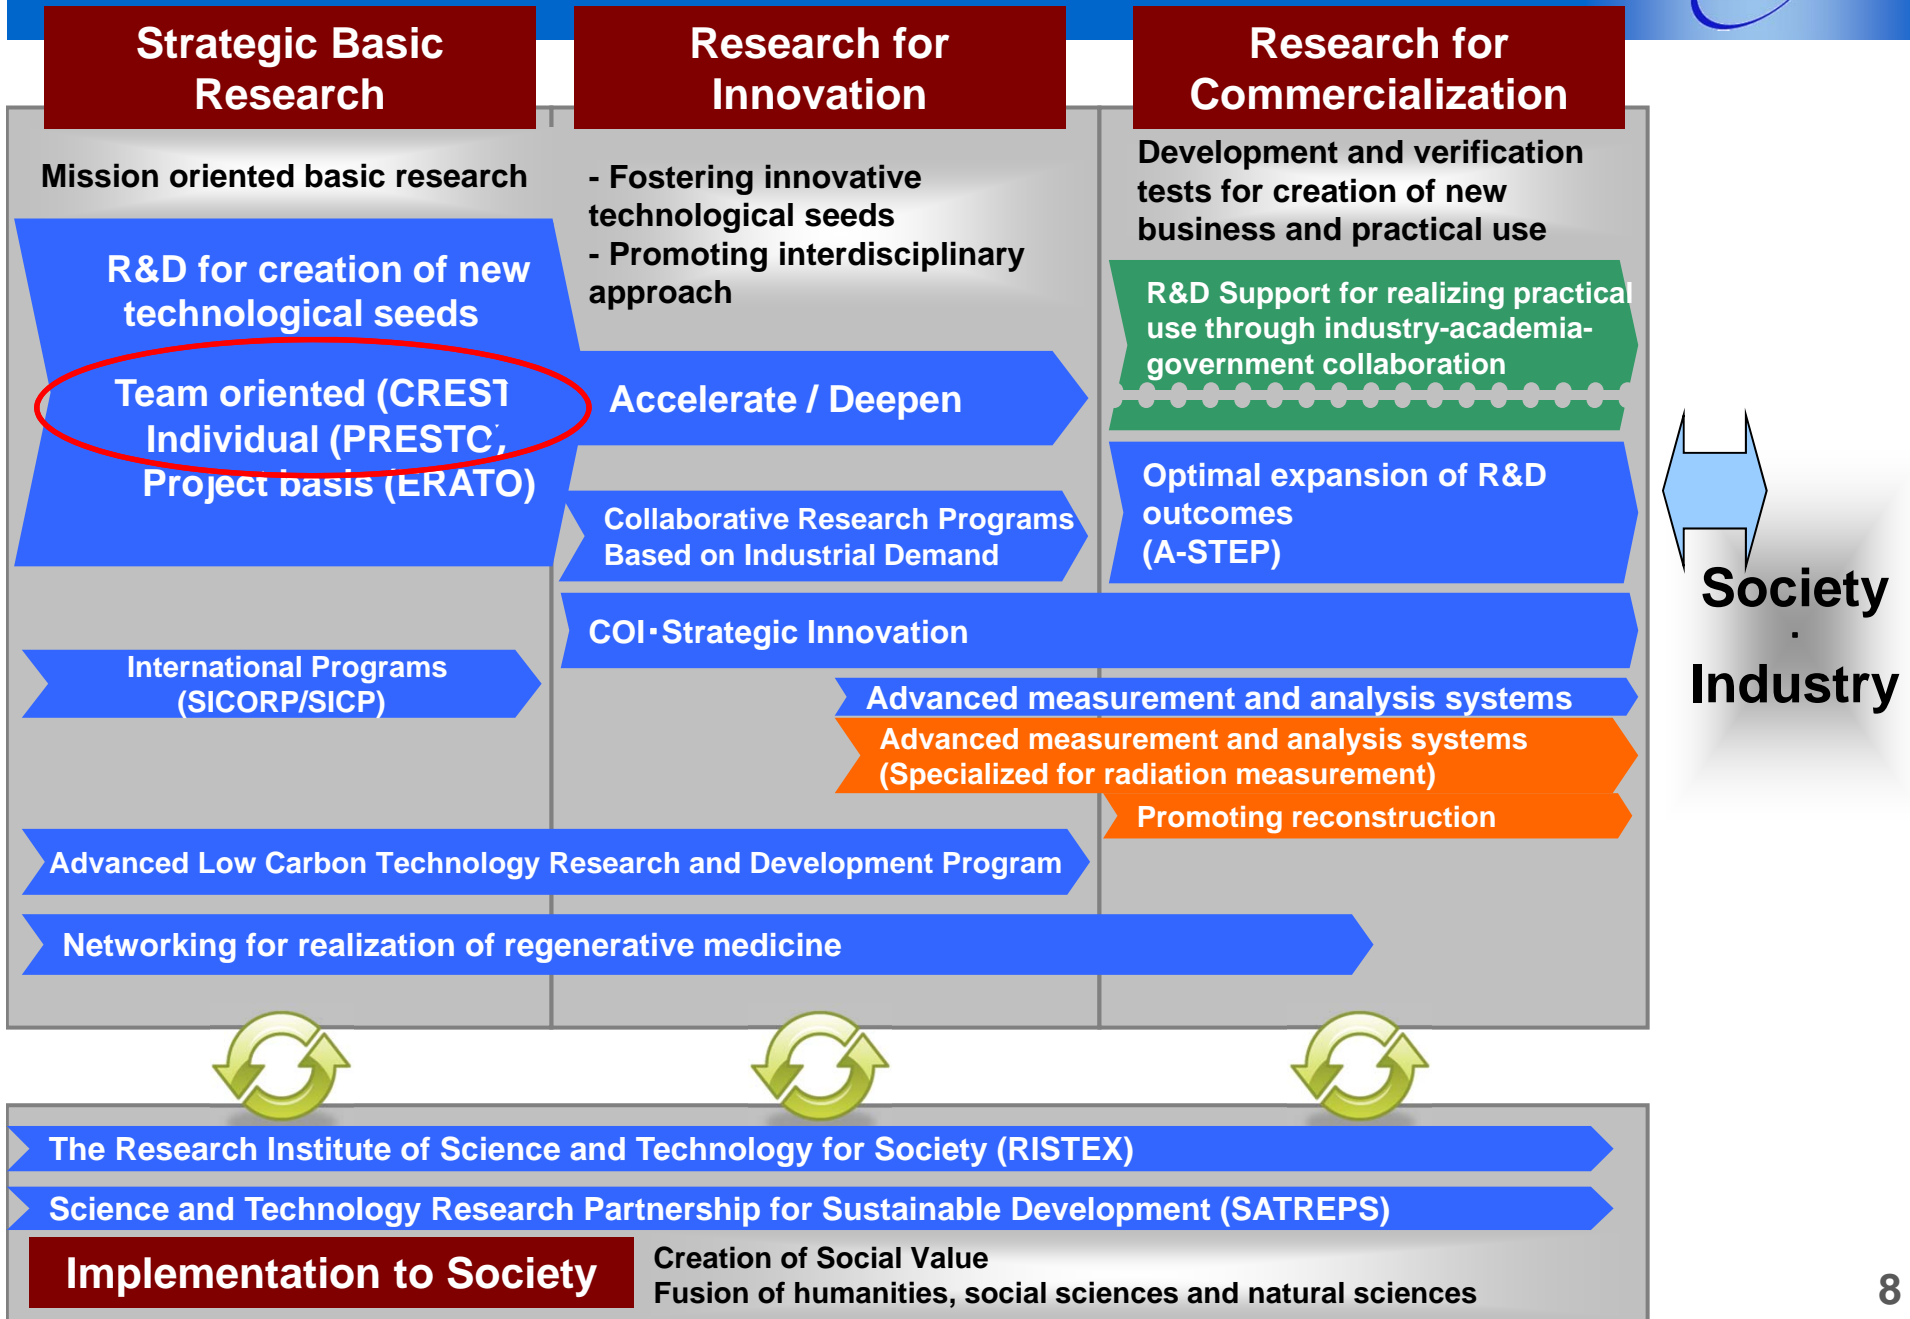 Strategic Basic
Research
Research for
Innovation
Research for
Commercialization
Mission oriented basic research
- Fostering innovative
technological seeds
- Promoting interdisciplinary
approach
Development and verification
tests for creation of new
business and practical use
R&D for creation of new
technological seeds
Team oriented (CREST
Individual (PRESTO),
Project basis (ERATO)
Accelerate / Deepen
Collaborative Research Programs
Based on Industrial Demand
R&D Support for realizing practical
use through industry-academia-
government collaboration
Optimal expansion of R&D
outcomes
(A-STEP)
COI・Strategic Innovation
International Programs
(SICORP/SICP)
Advanced measurement and analysis systems
Advanced measurement and analysis systems
(Specialized for radiation measurement)
Promoting reconstruction
Advanced Low Carbon Technology Research and Development Program
Networking for realization of regenerative medicine
Society
・
Industry
The Research Institute of Science and Technology for Society (RISTEX)
Science and Technology Research Partnership for Sustainable Development (SATREPS)
Implementation to Society
Creation of Social Value
Fusion of humanities, social sciences and natural sciences
8